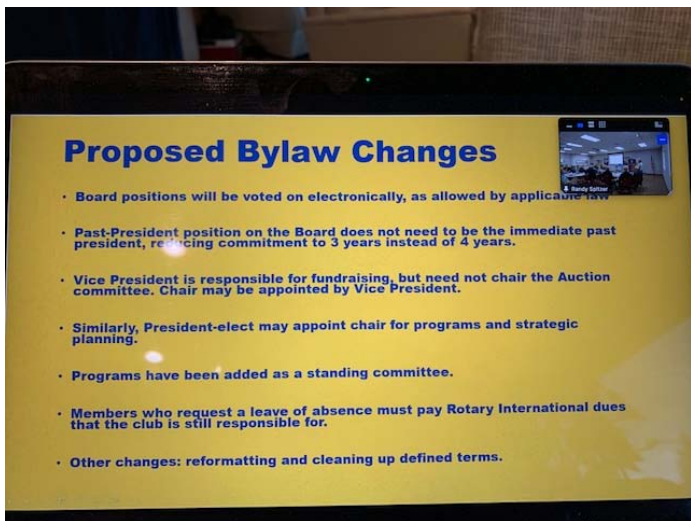 Proposed Bylaw Changes
Randy Spitzer
• Board positions will be voted on electronically, as allowed by applicable law
• Past-President position on the Board does not need to be the immediate past
president, reducing commitment to 3 years instead of 4 years.
• Vice President is responsible for fundraising, but need not chair the Auction
committee. Chair may be appointed by Vice President.
• Similarly, President-elect may appoint chair for programs and strategic
planning.
• Programs have been added as a standing committee.
• Members who request a leave of absence must pay Rotary International dues
that the club is still responsible for.
• Other changes: reformatting and cleaning up defined terms.